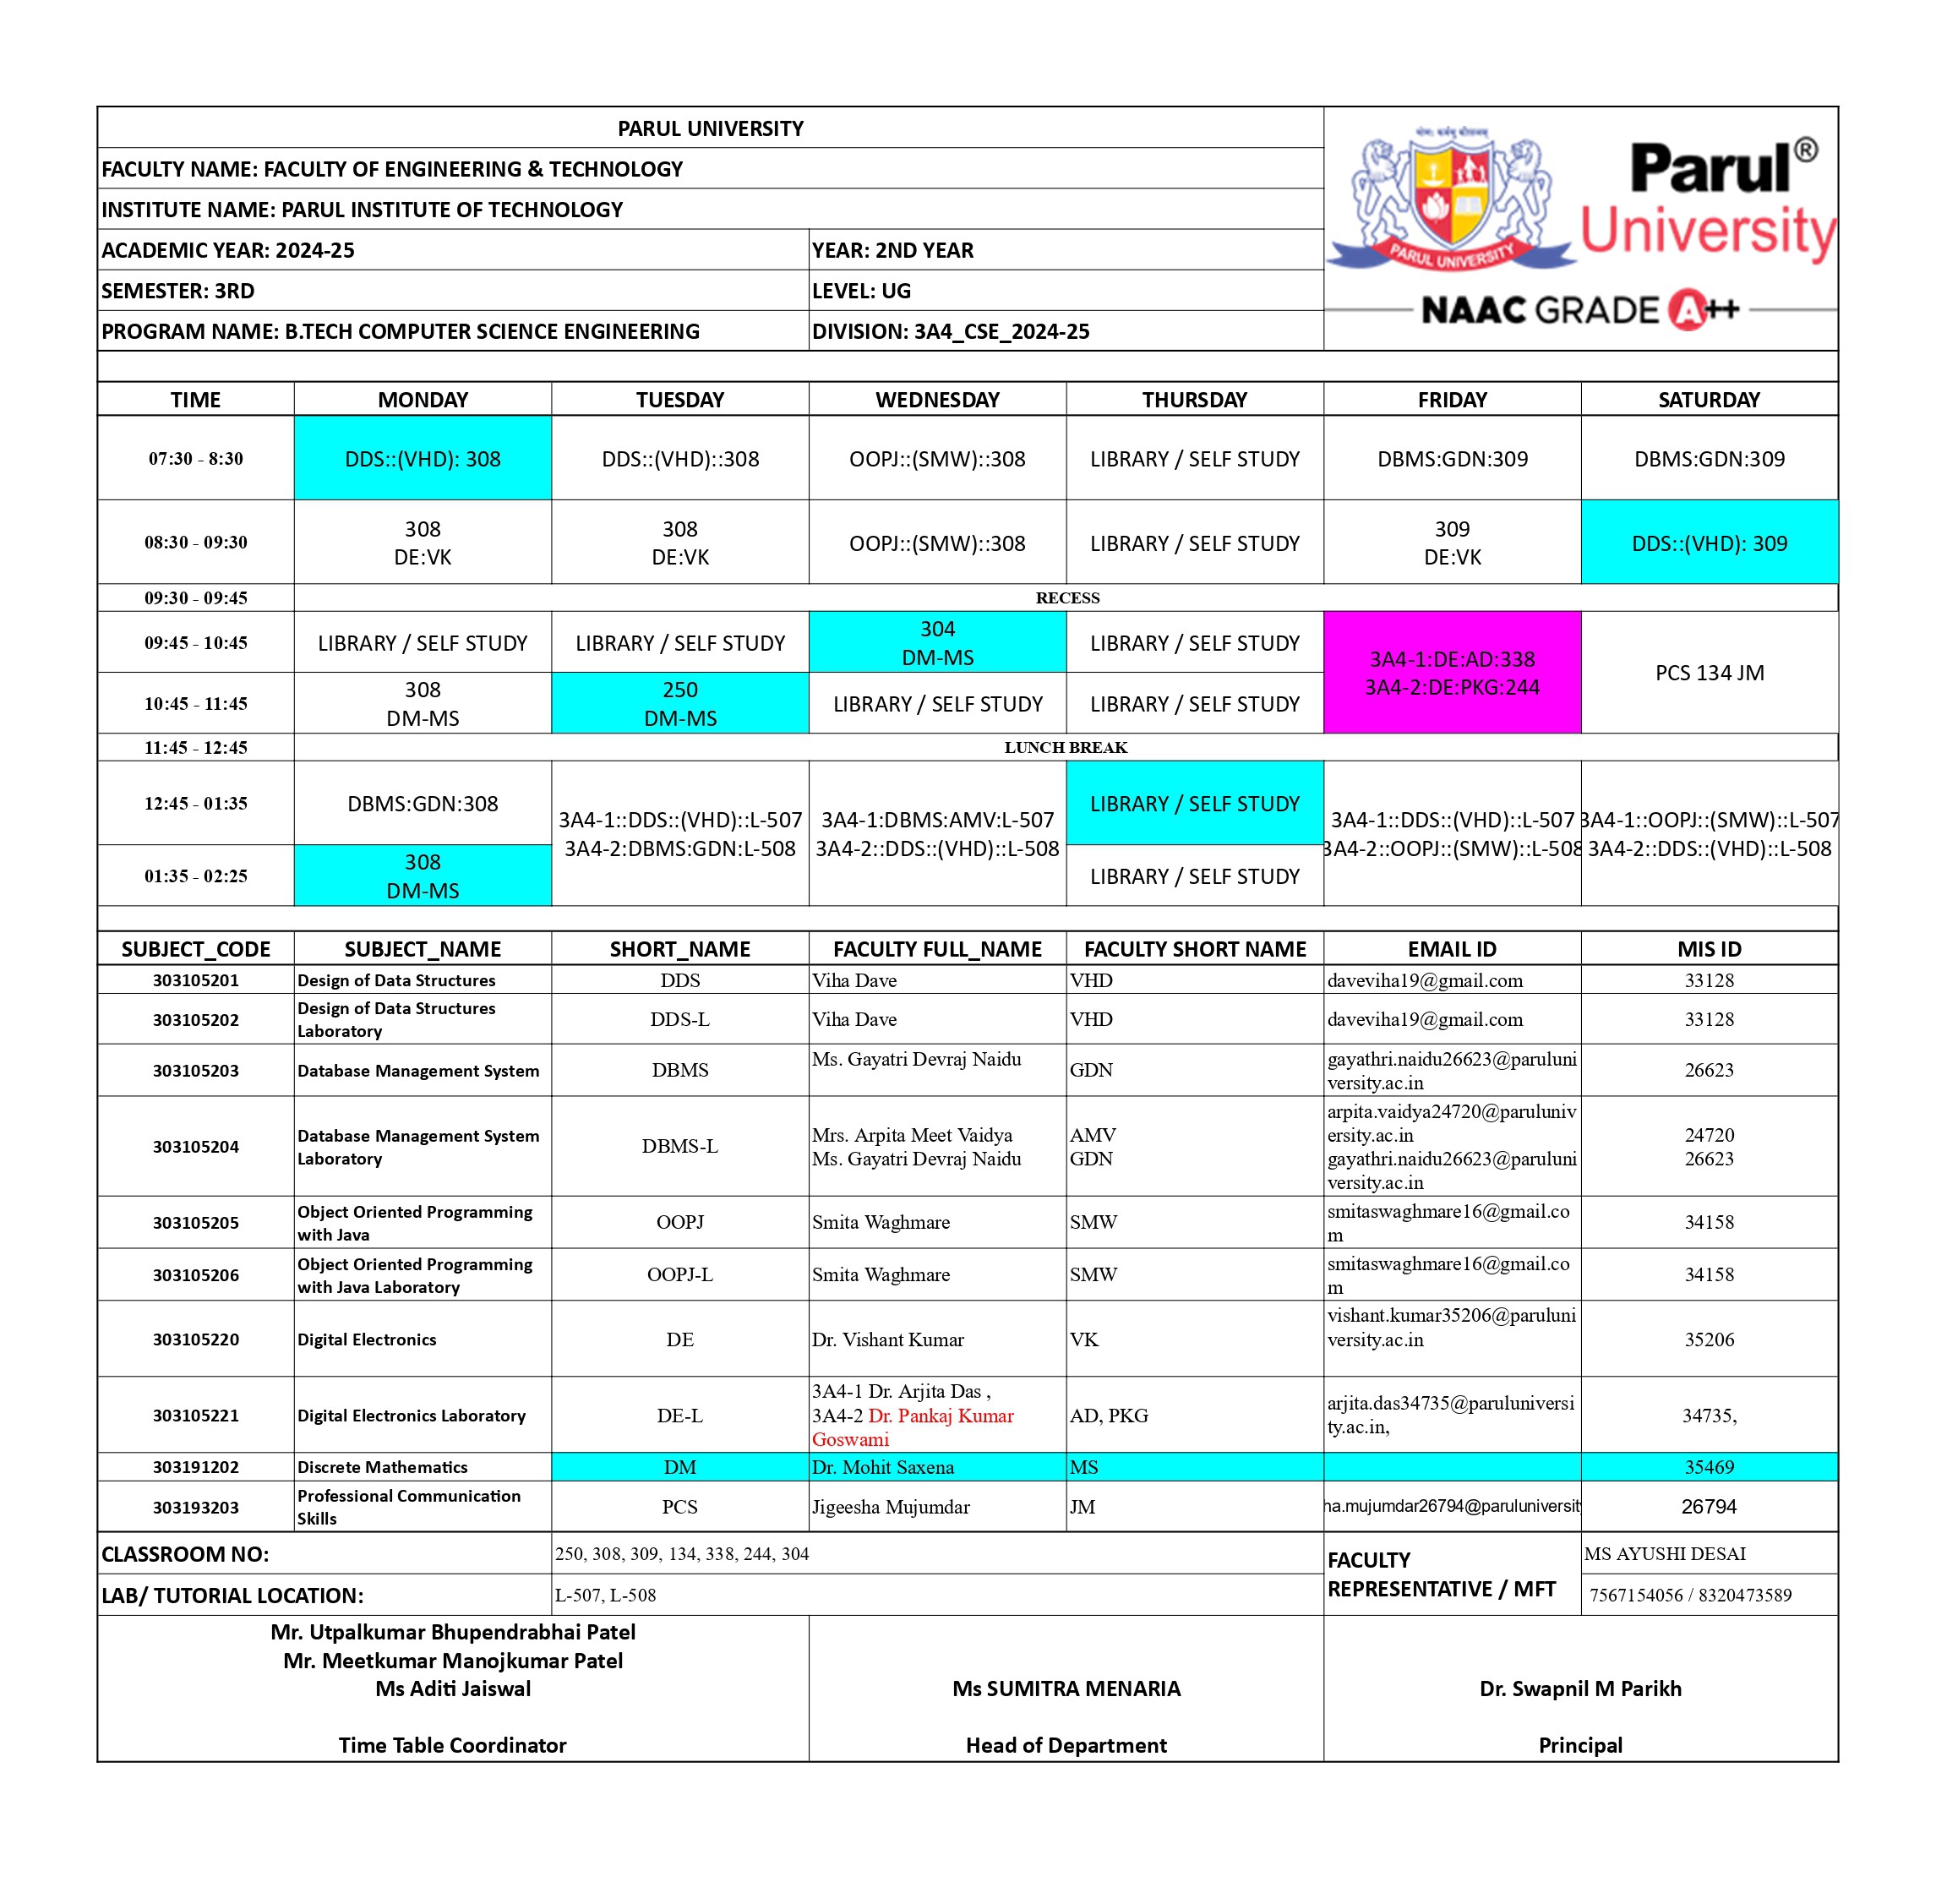 PARUL UNIVERSITY
FACULTY NAME: FACULTY OF ENGINEERING & TECHNOLOGY
INSTITUTE NAME: PARUL INSTITUTE OF TECHNOLOGY
ACADEMIC YEAR: 2024-25 YEAR: 2ND YEAR
SEMESTER: 3RD LEVEL: UG
PROGRAM NAME: B.TECH COMPUTER SCIENCE ENGINEERING DIVISION: 3A4_CSE_2024-25
PARUL UNIVERSITY
Parul®
University
NAAC GRADE A++
TIME MONDAY TUESDAY WEDNESDAY THURSDAY FRIDAY SATURDAY
07:30 - 8:30 DDS::(VHD): 308 DDS::(VHD)::308 OOPJ::(SMW)::308 LIBRARY / SELF STUDY DBMS:GDN:309 DBMS:GDN:309
08:30 - 09:30
308
DE:VK
308
DE:VK
OOPJ::(SMW)::308
LIBRARY / SELF STUDY
309
DE:VK
DDS::(VHD): 309
09:30 - 09:45 RECESS
09:45 - 10:45
LIBRARY / SELF STUDY
LIBRARY / SELF STUDY
304
DM-MS
LIBRARY / SELF STUDY
3A4-1:DE:AD:338
3A4-2:DE:PKG:244
PCS 134 JM
10:45 - 11:45
308
DM-MS
250
DM-MS
LIBRARY / SELF STUDY
LIBRARY / SELF STUDY
11:45 - 12:45 LUNCH BREAK
12:45 - 01:35
DBMS:GDN:308
3A4-1::DDS::(VHD)::L-507
3A4-2:DBMS:GDN:L-508
3A4-1:DBMS:AMV:L-507
3A4-2::DDS::(VHD)::L-508
LIBRARY / SELF STUDY
3A4-1::DDS::(VHD)::L-507
3A4-2::OOPJ::(SMW)::L-508
3A4-1::OOPJ::(SMW)::L-507
3A4-2::DDS::(VHD)::L-508
01:35 - 02:25
308
DM-MS
LIBRARY / SELF STUDY
SUBJECT_CODE SUBJECT_NAME SHORT_NAME FACULTY FULL_NAME FACULTY SHORT NAME EMAIL ID MIS ID
303105201 Design of Data Structures DDS Viha Dave VHD daveviha19@gmail.com 33128
303105202
Design of Data Structures
Laboratory
DDS-L Viha Dave VHD daveviha19@gmail.com 33128
303105203 Database Management System DBMS Ms. Gayatri Devraj Naidu GDN
gayathri.naidu26623@paruluni
versity.ac.in
26623
303105204
Database Management System
Laboratory
DBMS-L
Mrs. Arpita Meet Vaidya
Ms. Gayatri Devraj Naidu
AMV
GDN
arpita.vaidya24720@paruluniv
ersity.ac.in
gayathri.naidu26623@paruluni
versity.ac.in
24720
26623
303105205
Object Oriented Programming
with Java
OOPJ Smita Waghmare SMW
smitaswaghmare16@gmail.co
m
34158
303105206
Object Oriented Programming
with Java Laboratory
OOPJ-L Smita Waghmare SMW
smitaswaghmare16@gmail.co
m
34158
303105220 Digital Electronics DE Dr. Vishant Kumar VK
vishant.kumar35206@paruluni
versity.ac.in
35206
303105221 Digital Electronics Laboratory DE-L
3A4-1 Dr. Arjita Das ,
3A4-2 Dr. Pankaj Kumar
Goswami
AD, PKG
arjita.das34735@paruluniversi
ty.ac.in,
34735,
303191202 Discrete Mathematics DM Dr. Mohit Saxena MS 35469
303193203
Professional Communication
Skills
PCS Jigeesha Mujumdar JM ha.mujumdar26794@paruluniversit 26794
CLASSROOM NO: 250, 308, 309, 134, 338, 244, 304
LAB/ TUTORIAL LOCATION: L-507, L-508
FACULTY
REPRESENTATIVE / MFT
MS AYUSHI DESAI
7567154056 / 8320473589
Mr. Utpalkumar Bhupendrabhai Patel
Mr. Meetkumar Manojkumar Patel
Ms Aditi Jaiswal
Time Table Coordinator
Ms SUMITRA MENARIA
Head of Department
Dr. Swapnil M Parikh
Principal